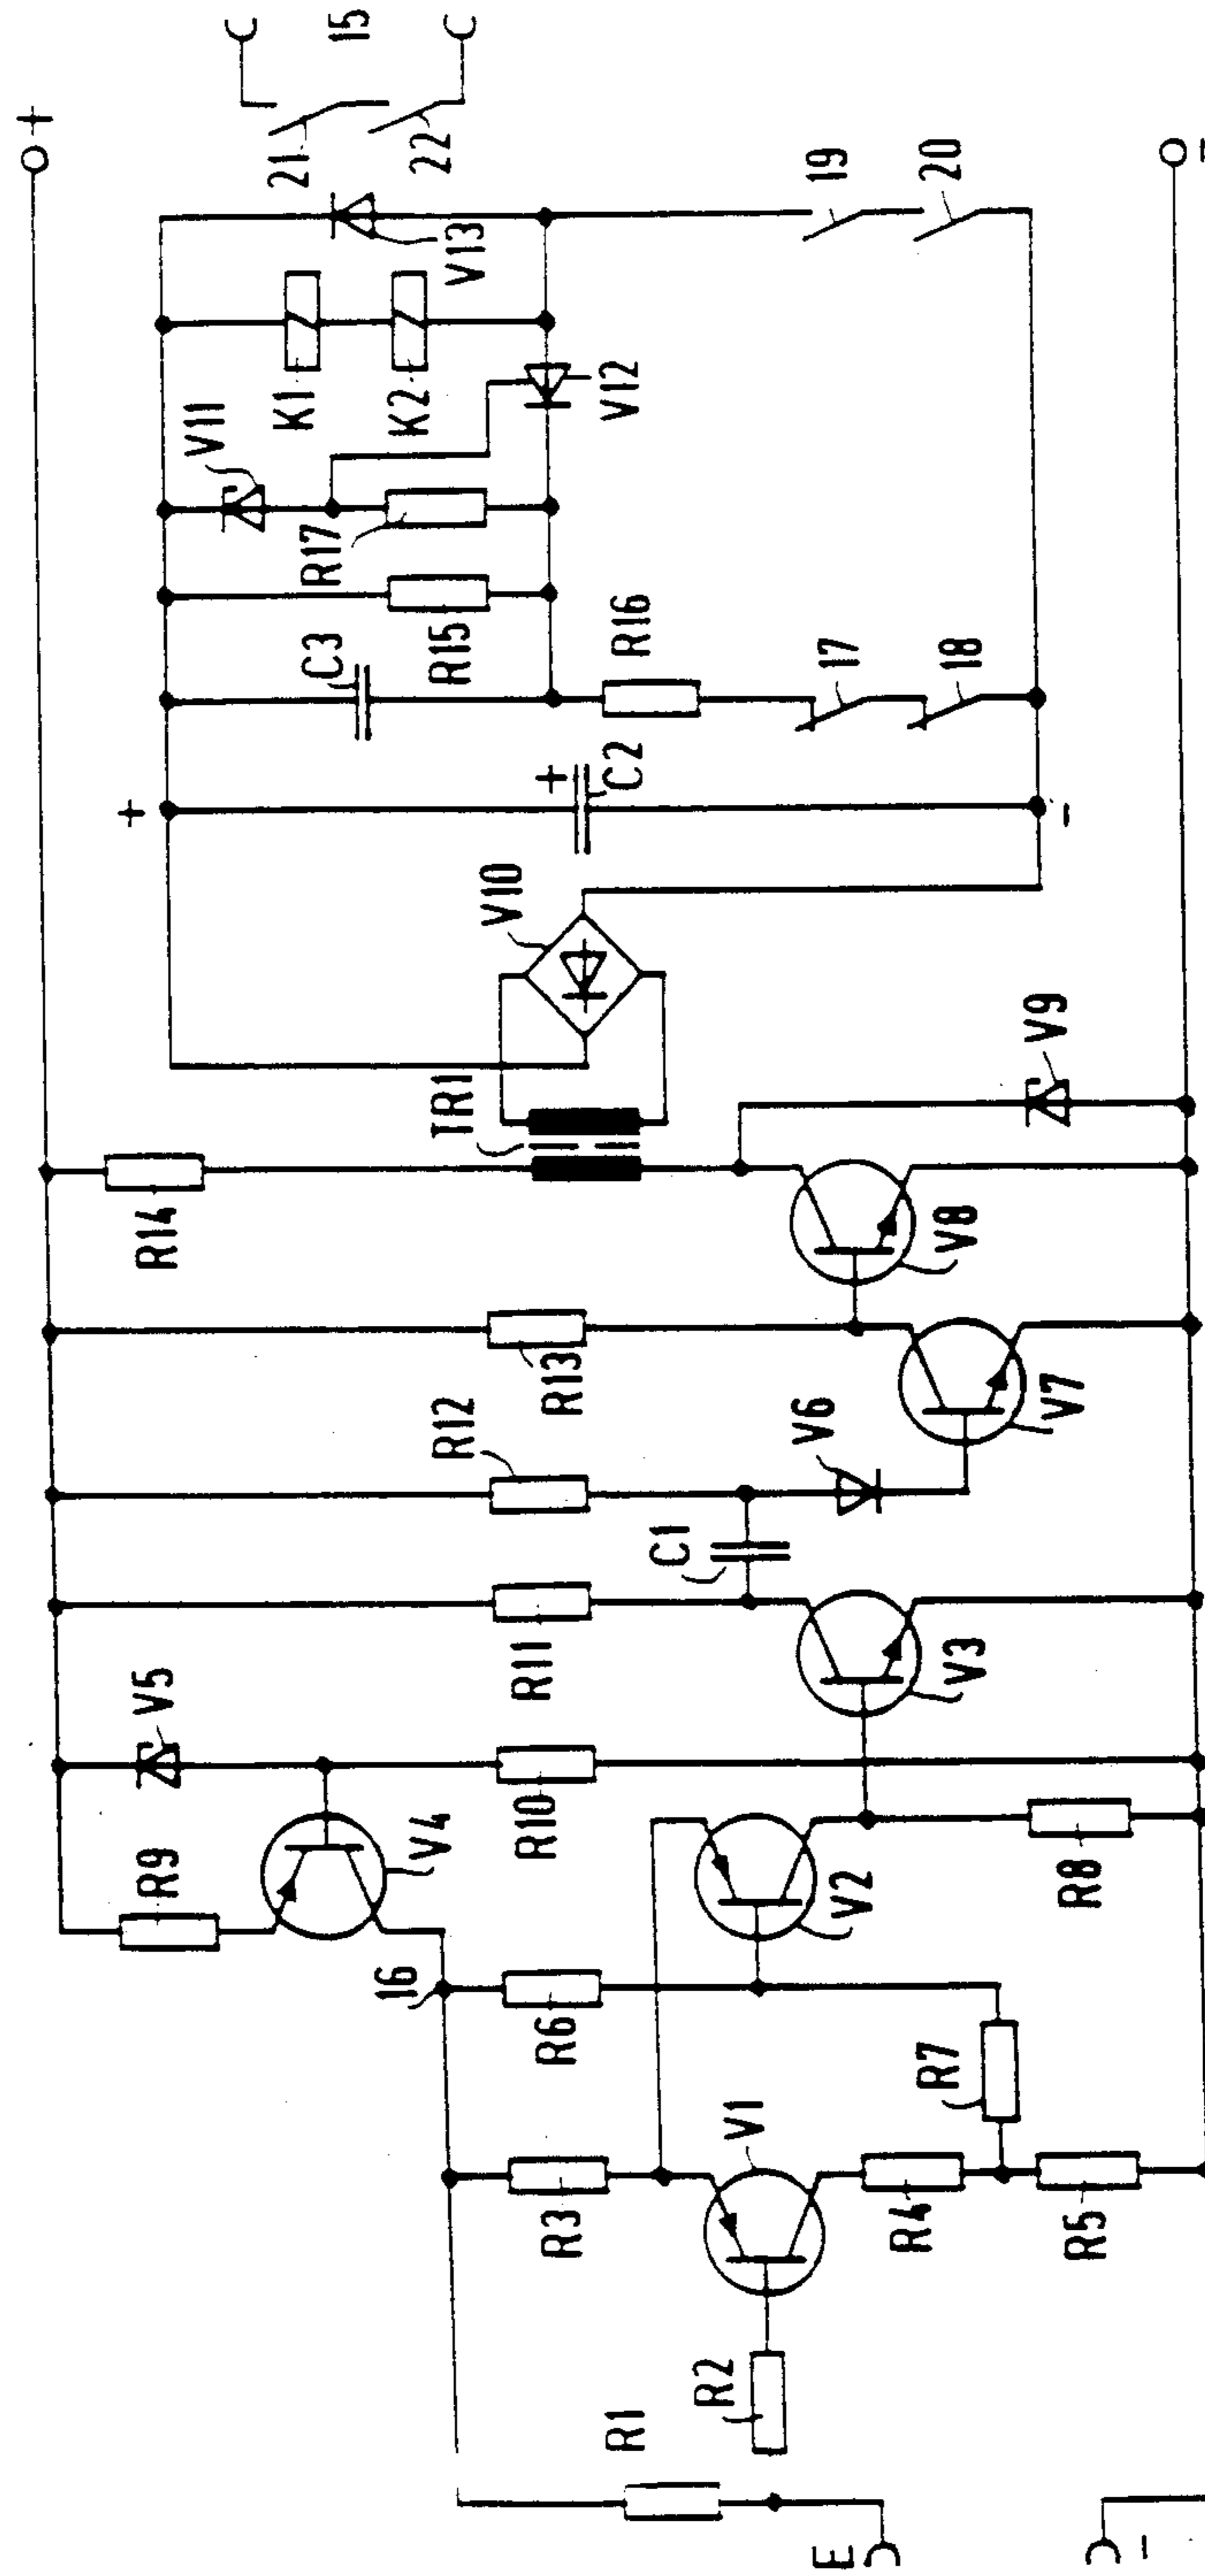 E
-
R1
R2
R3
V1
R4
R5
R7
16
R6
R9
V4
V2
R8
V5
R10
R11
V3
C1
R12
V6
R13
V7
R14
V8
TR1
V9
V10
+
+
C2
-
C3
R15
R16
17
18
R17
V11
K1
K2
V12
V13
21
22
15
C
C
19
20
+
-